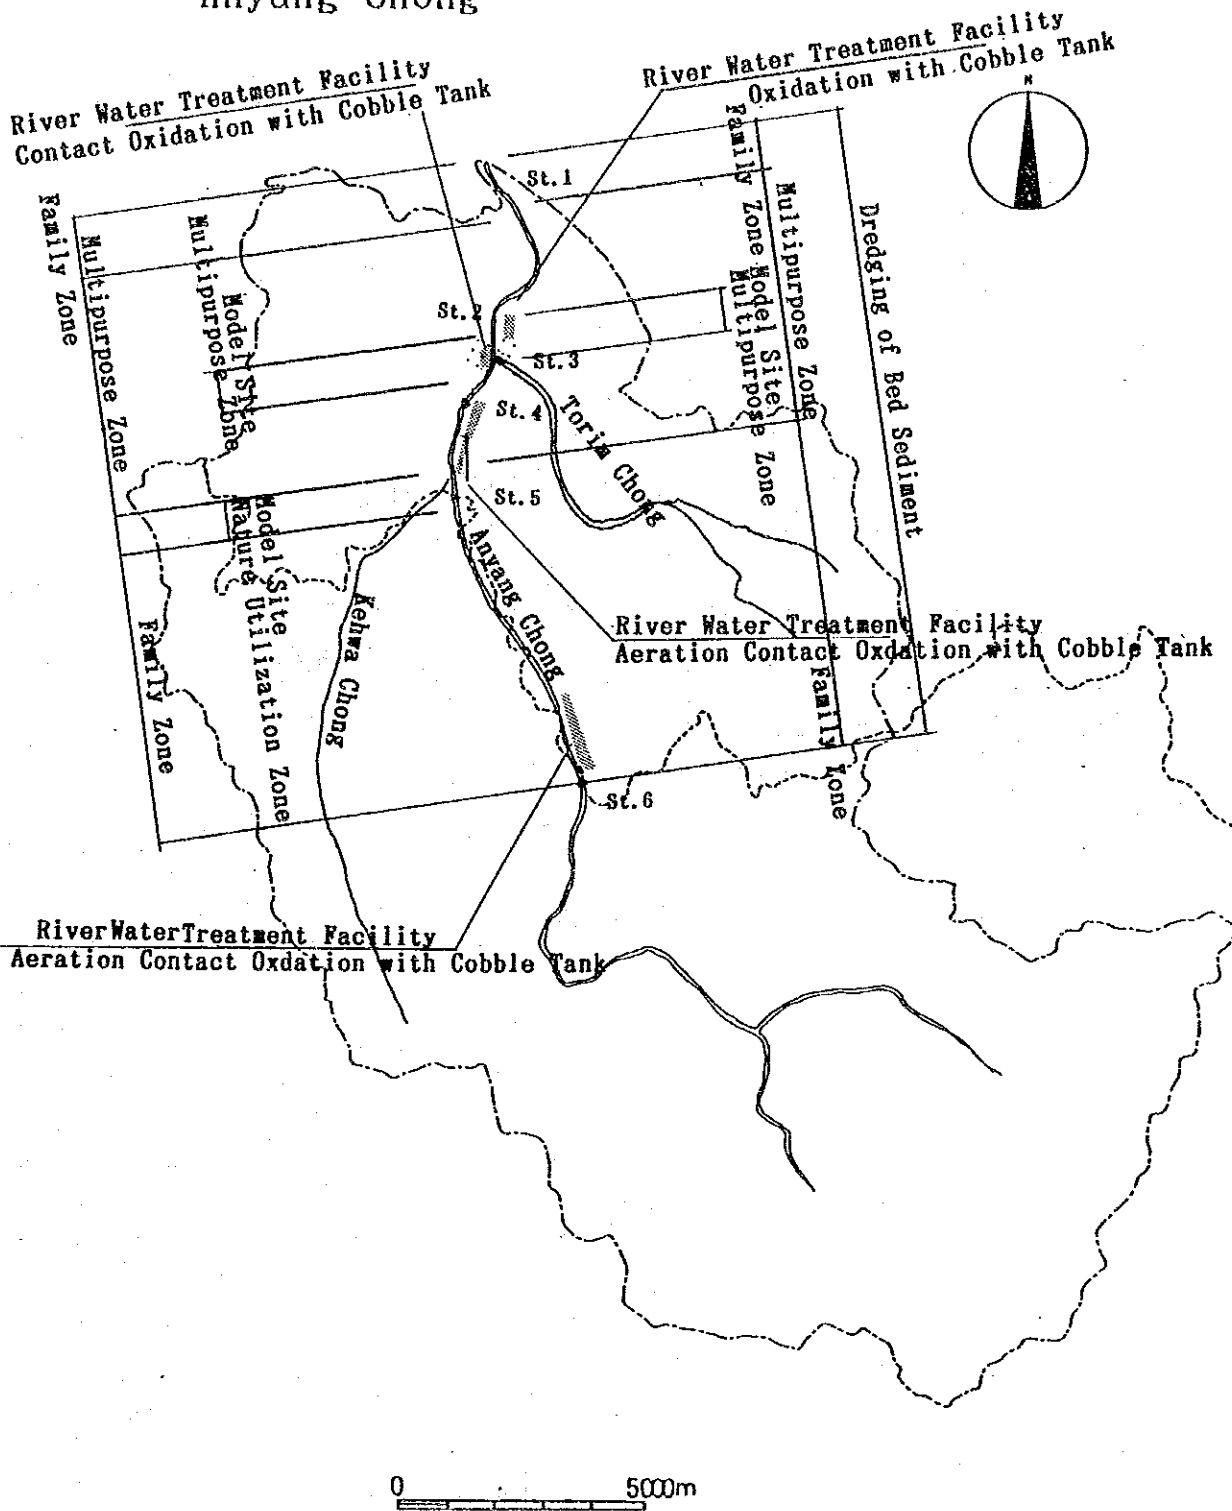 Anyang Chong
River Water Treatment Facility
Contact Oxidation with Cobble Tank
River Water Treatment Facility
Oxidation with Cobble Tank
N
Family Zone
Multipurpose Zone
Family Zone
Model Site
Multipurpose Zone
Model Site
Nature Utilization Zone
Family Zone
Model Site
Multipurpose Zone
Multipurpose Zone
Family Zone
Dredging of Bed Sediment
St.1
St.2
St.3
St.4
St.5
St.6
Torim Chong
Anyang Chong
Kehwa Chong
River Water Treatment Facility
Aeration Contact Oxdation with Cobble Tank
RiverWaterTreatment Facility
Aeration Contact Oxdation with Cobble Tank
0 5000m